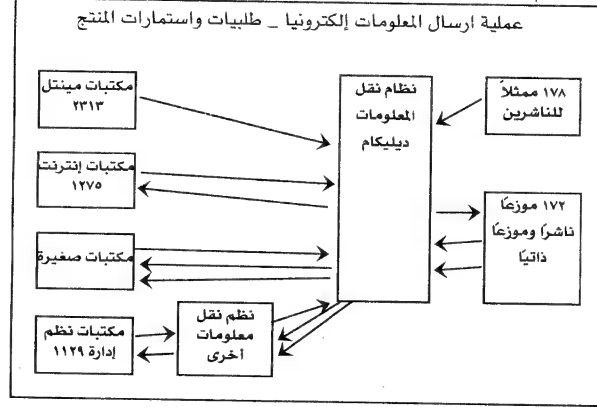 عملية ارسال المعلومات إلكترونيا _ طلبيات واستمارات المنتج
١٧٨ ممثلاً
للناشرين
نظام نقل
المعلومات
ديليكام
مكتبات مينتل
٢٣١٣
مكتبات إنترنت
١٢٧٥
١٧٢ موزعًا
ناشرا وموزعًا
ذاتيًا
مكتبات صغيرة
نظم نقل
معلومات
أخرى
مكتبات نظم
إدارة ١١٢٩